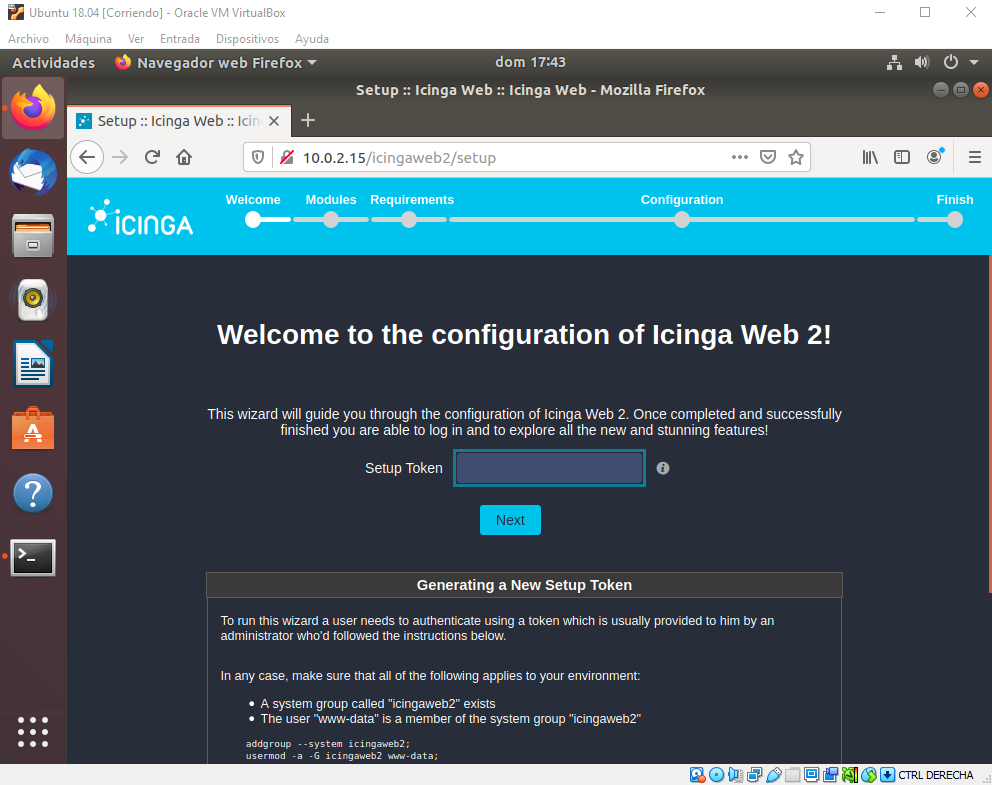 Ubuntu 18.04 [Corriendo] - Oracle VM VirtualBox
Archivo Máquina Ver Entrada Dispositivos Ayuda
Actividades Navegador web Firefox dom 17:43
Setup :: Icinga Web :: Icinga Web - Mozilla Firefox
Setup :: Icinga Web :: Icin
10.0.2.15/icingaweb2/setup
Welcome Modules Requirements Configuration Finish
ICINGA
Welcome to the configuration of Icinga Web 2!
This wizard will guide you through the configuration of Icinga Web 2. Once completed and successfully
finished you are able to log in and to explore all the new and stunning features!
Setup Token
Next
Generating a New Setup Token
To run this wizard a user needs to authenticate using a token which is usually provided to him by an
administrator who'd followed the instructions below.
In any case, make sure that all of the following applies to your environment:
• A system group called "icingaweb2" exists
• The user "www-data" is a member of the system group "icingaweb2"
addgroup --system icingaweb2;
usermod -a -G icingaweb2 www-data;
CTRL DERECHA